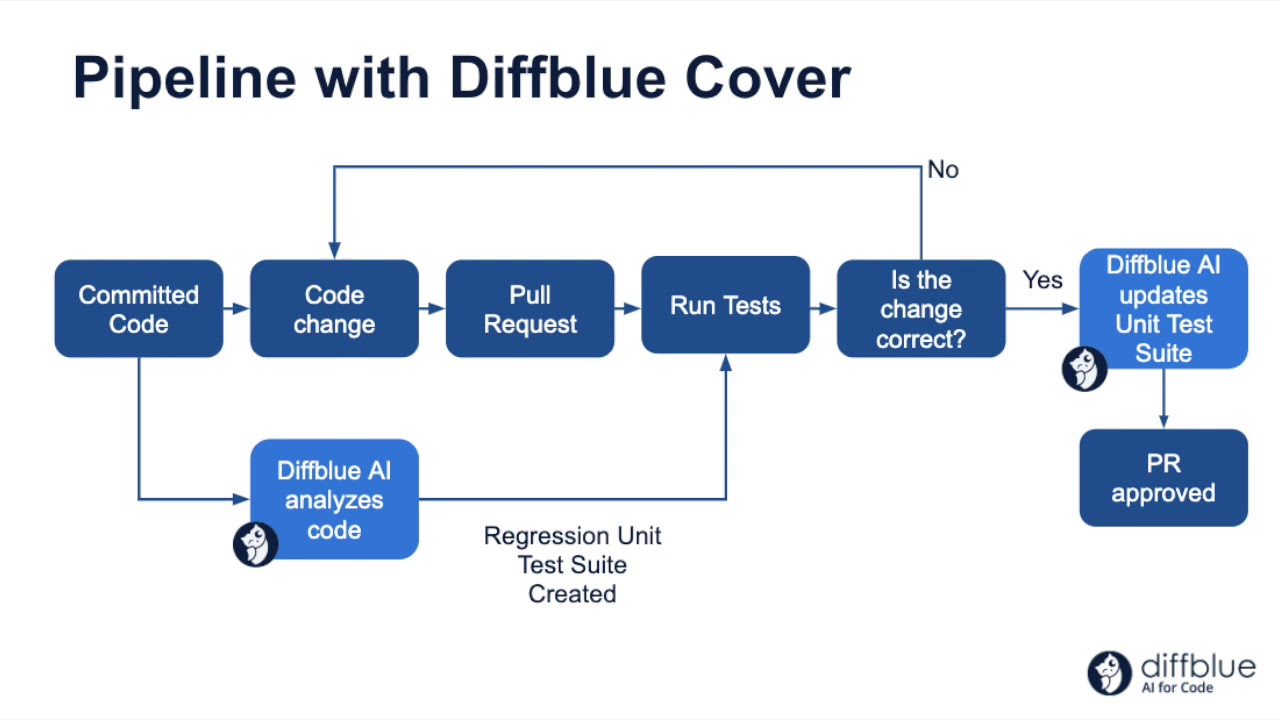 Pipeline with Diffblue Cover
No
Committed
Code
Code
change
Pull
Request
Run Tests
Is the
change
correct?
Yes
Diffblue AI
updates
Unit Test
Suite
Diffblue AI
analyzes
code
Regression Unit
Test Suite
Created
PR
approved
diffblue
AI for Code